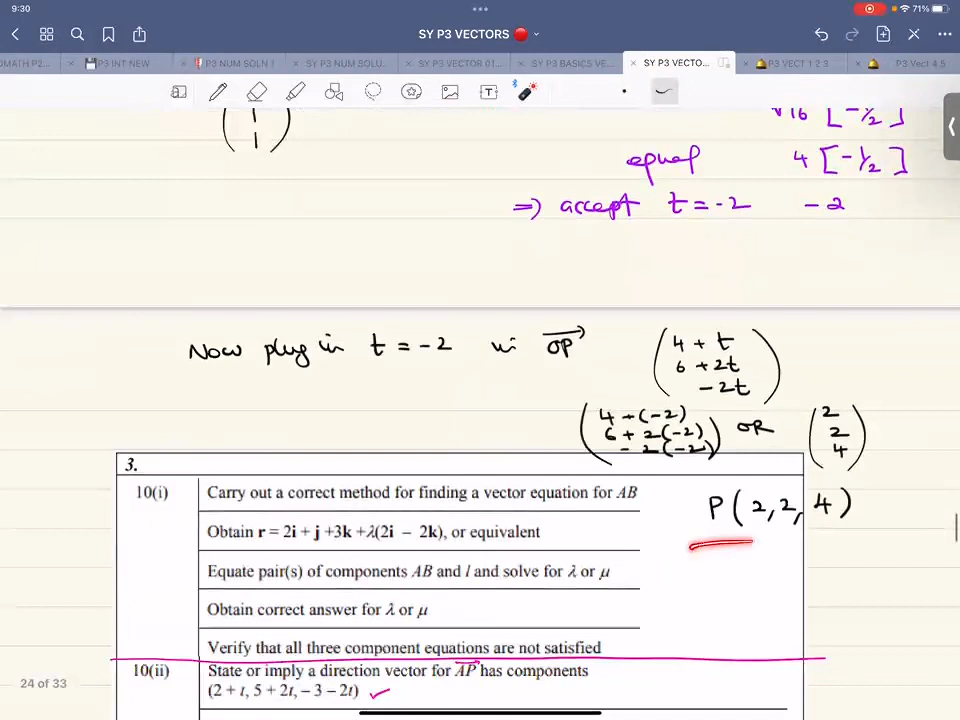 9:30
71%
SY P3 VECTORS
OMATH P2...
P3 INT NEW
P3 NUM SOLN 1
SY P3 NUM SOLU...
SY P3 VECTOR 01...
SY P3 BASICS VE...
SY P3 VECTO...
VECT 1 2 3
P3 Vect 4 5
1
1
√16 [-1/2]
equal 4 [-1/2]
=) accept t = -2 -2
Now plug in t = -2 in OP
4 + t
6 + 2t
- 2t
4 + (-2)
6 + 2(-2)
- 2(-2)
OR
2
2
4
P(2,2,4)
3.
10(i) Carry out a correct method for finding a vector equation for AB
Obtain r = 2i + j +3k +λ(2i − 2k), or equivalent
Equate pair(s) of components AB and l and solve for λ or μ
Obtain correct answer for λ or μ
Verify that all three component equations are not satisfied
10(ii) State or imply a direction vector for AP has components
(2 + t, 5 + 2t, − 3 − 2t)
24 of 33